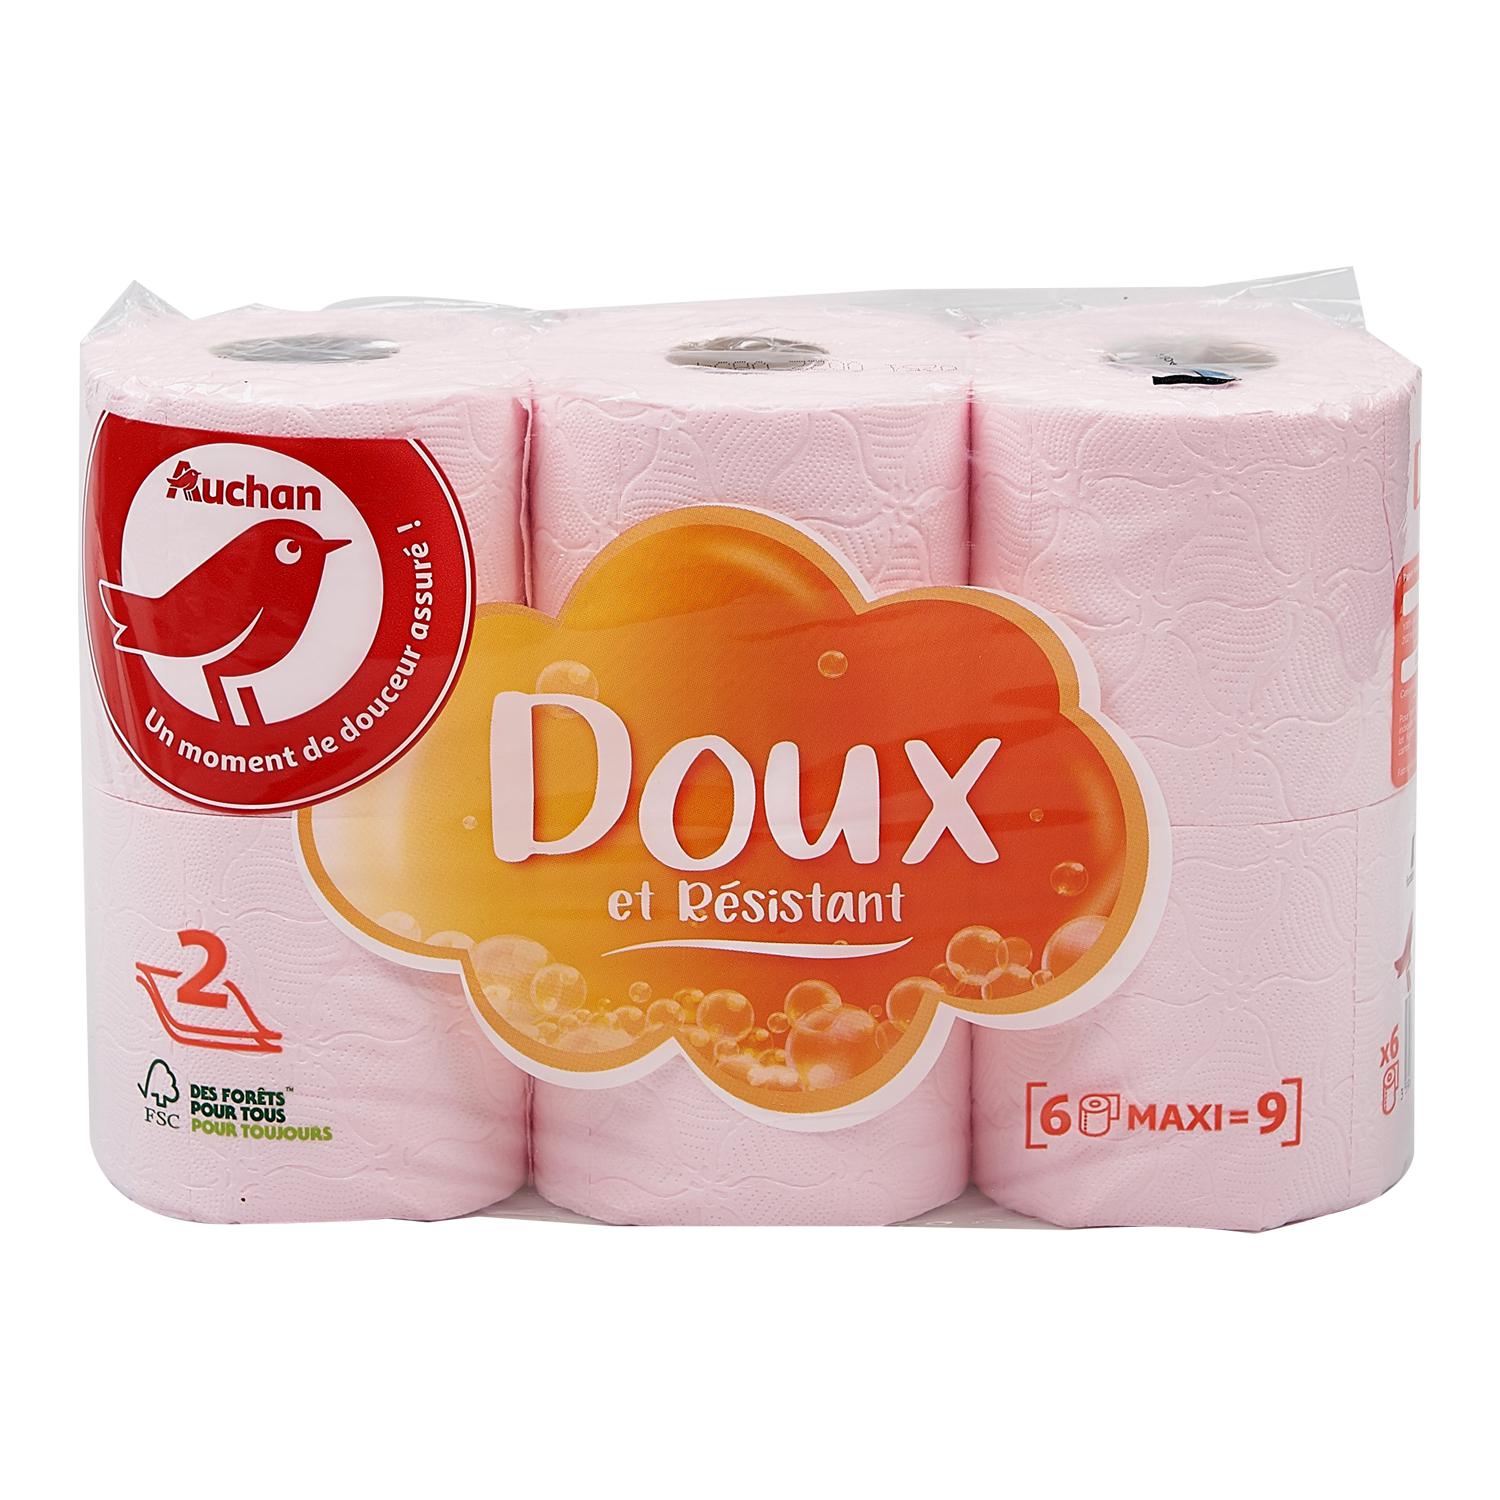 Auchan
Un moment de douceur assuré !
Doux
et Résistant
2
FSC
DES FORÊTS™
POUR TOUS
POUR TOUJOURS
[6 MAXI = 9]
x6